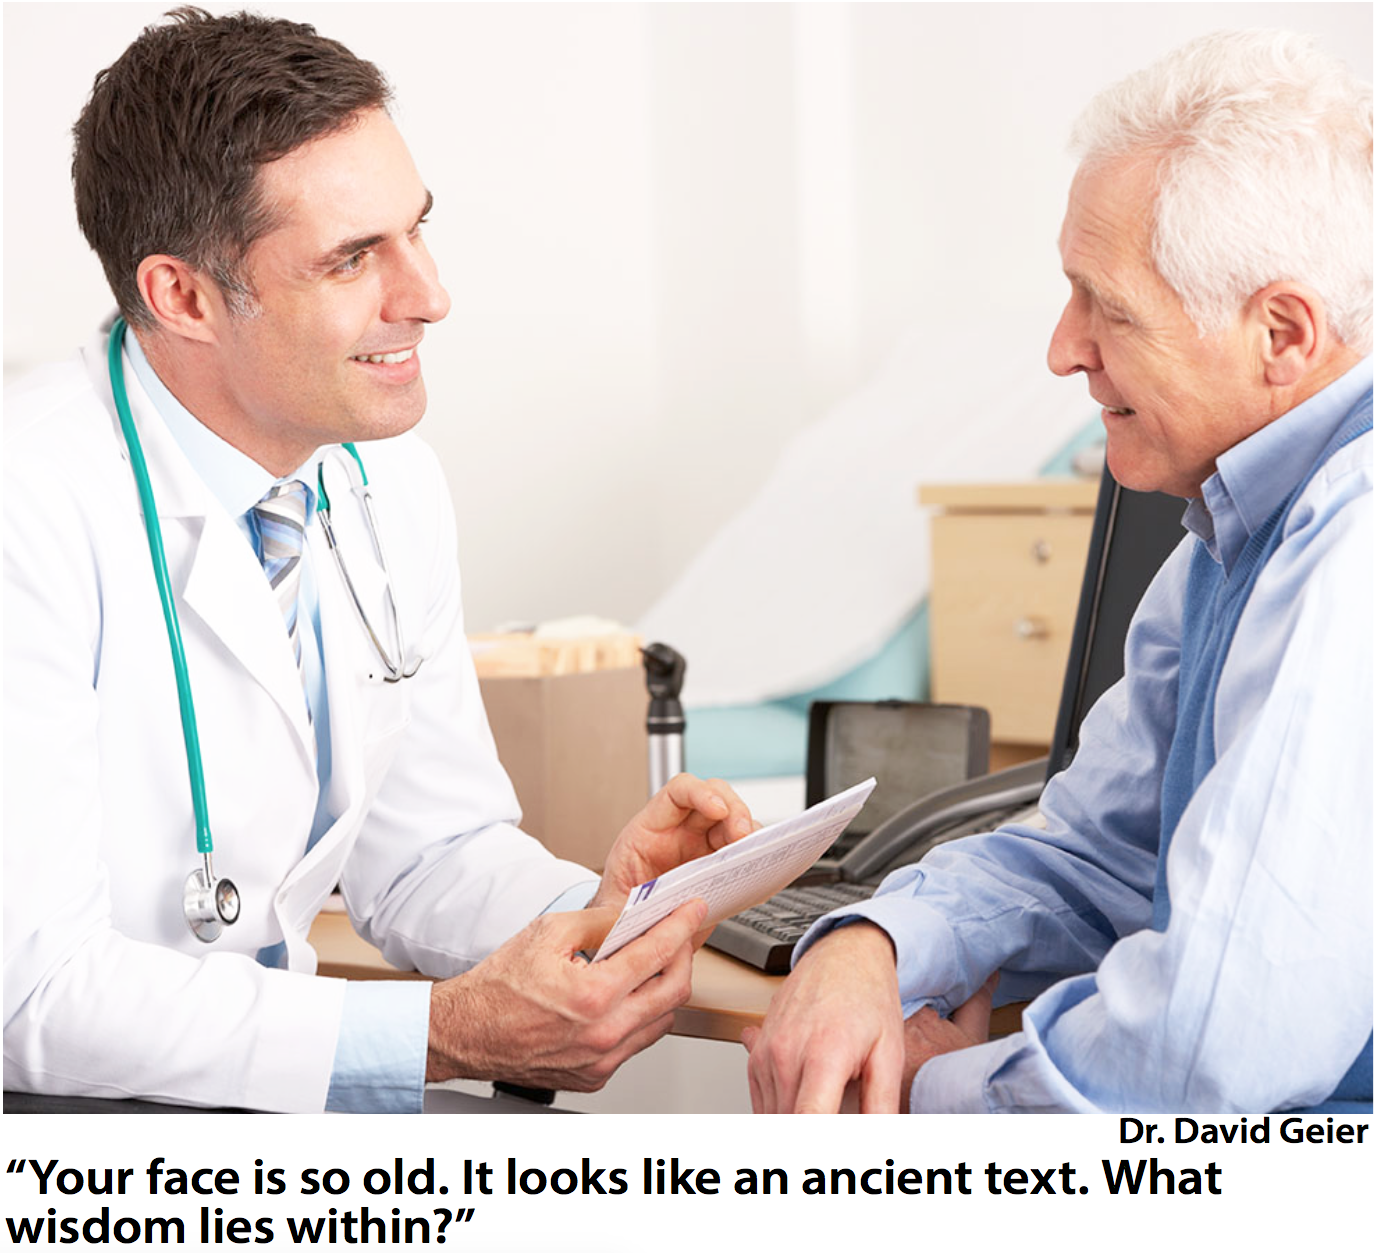 Dr. David Geier
“Your face is so old. It looks like an ancient text. What
wisdom lies within?”